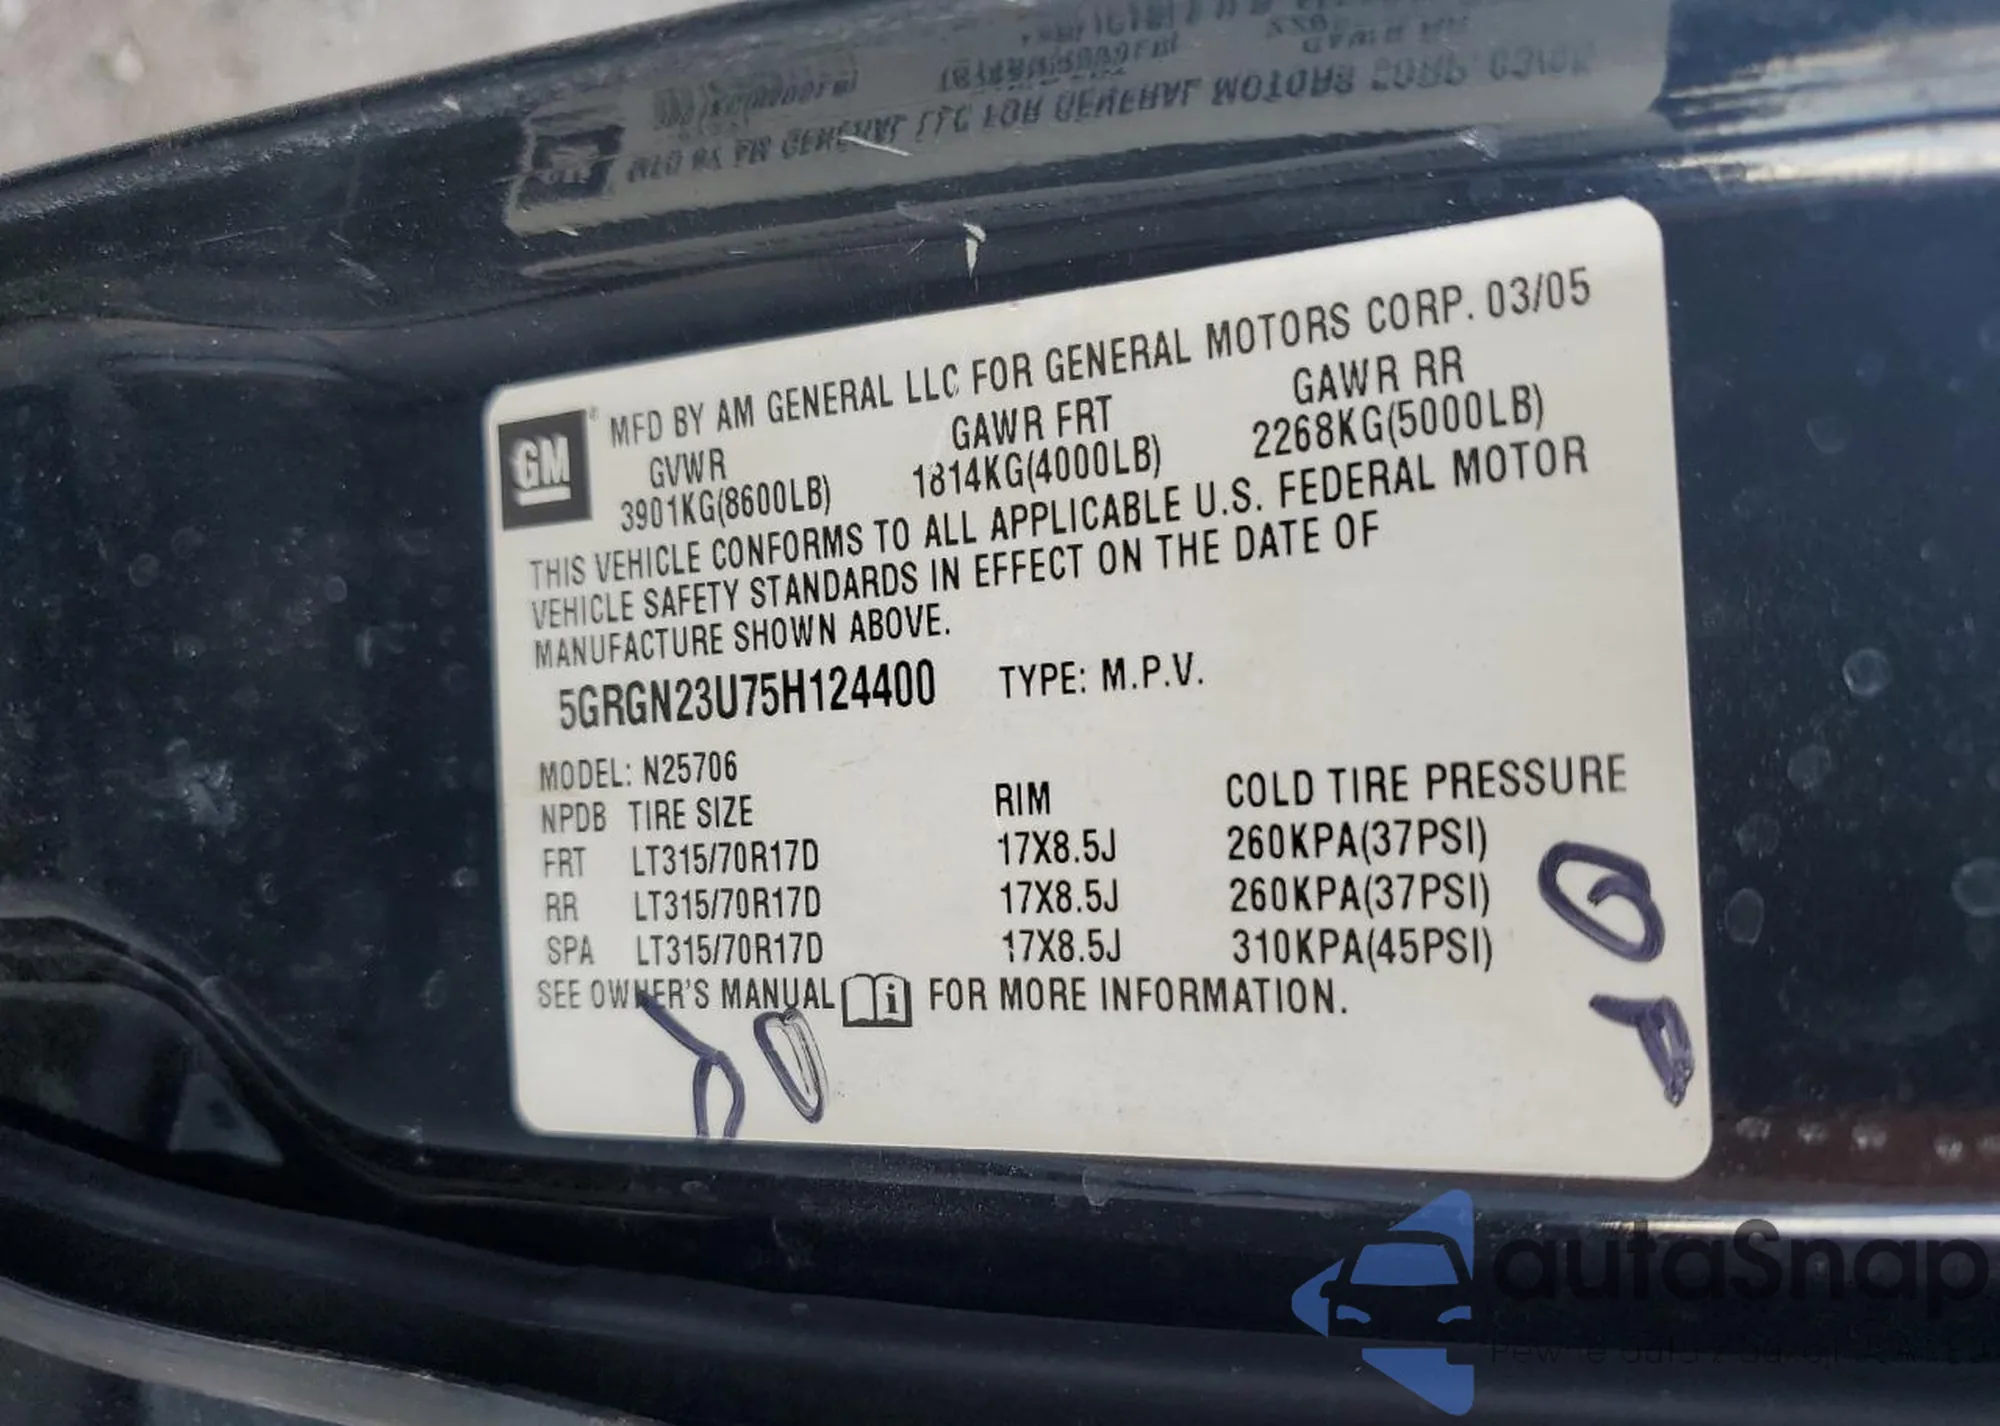 MFD BY AM GENERAL LLC FOR GENERAL MOTORS CORP. 03/05
GM®
GVWR GAWR FRT GAWR RR
3901KG(8600LB) 1814KG(4000LB) 2268KG(5000LB)
THIS VEHICLE CONFORMS TO ALL APPLICABLE U.S. FEDERAL MOTOR
VEHICLE SAFETY STANDARDS IN EFFECT ON THE DATE OF
MANUFACTURE SHOWN ABOVE.
5GRGN23U75H124400 TYPE: M.P.V.
MODEL: N25706
NPDB TIRE SIZE RIM COLD TIRE PRESSURE
FRT LT315/70R17D 17X8.5J 260KPA(37PSI)
RR LT315/70R17D 17X8.5J 260KPA(37PSI)
SPA LT315/70R17D 17X8.5J 310KPA(45PSI)
SEE OWNER'S MANUAL i FOR MORE INFORMATION.
autaSnap